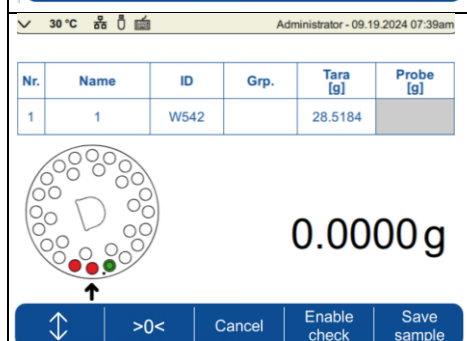 30 °C Administrator - 09.19.2024 07:39am
Nr. Name ID Grp. Tara [g] Probe [g]
1 1 W542 28.5184
0.0000 g
>0< Cancel Enable check Save sample